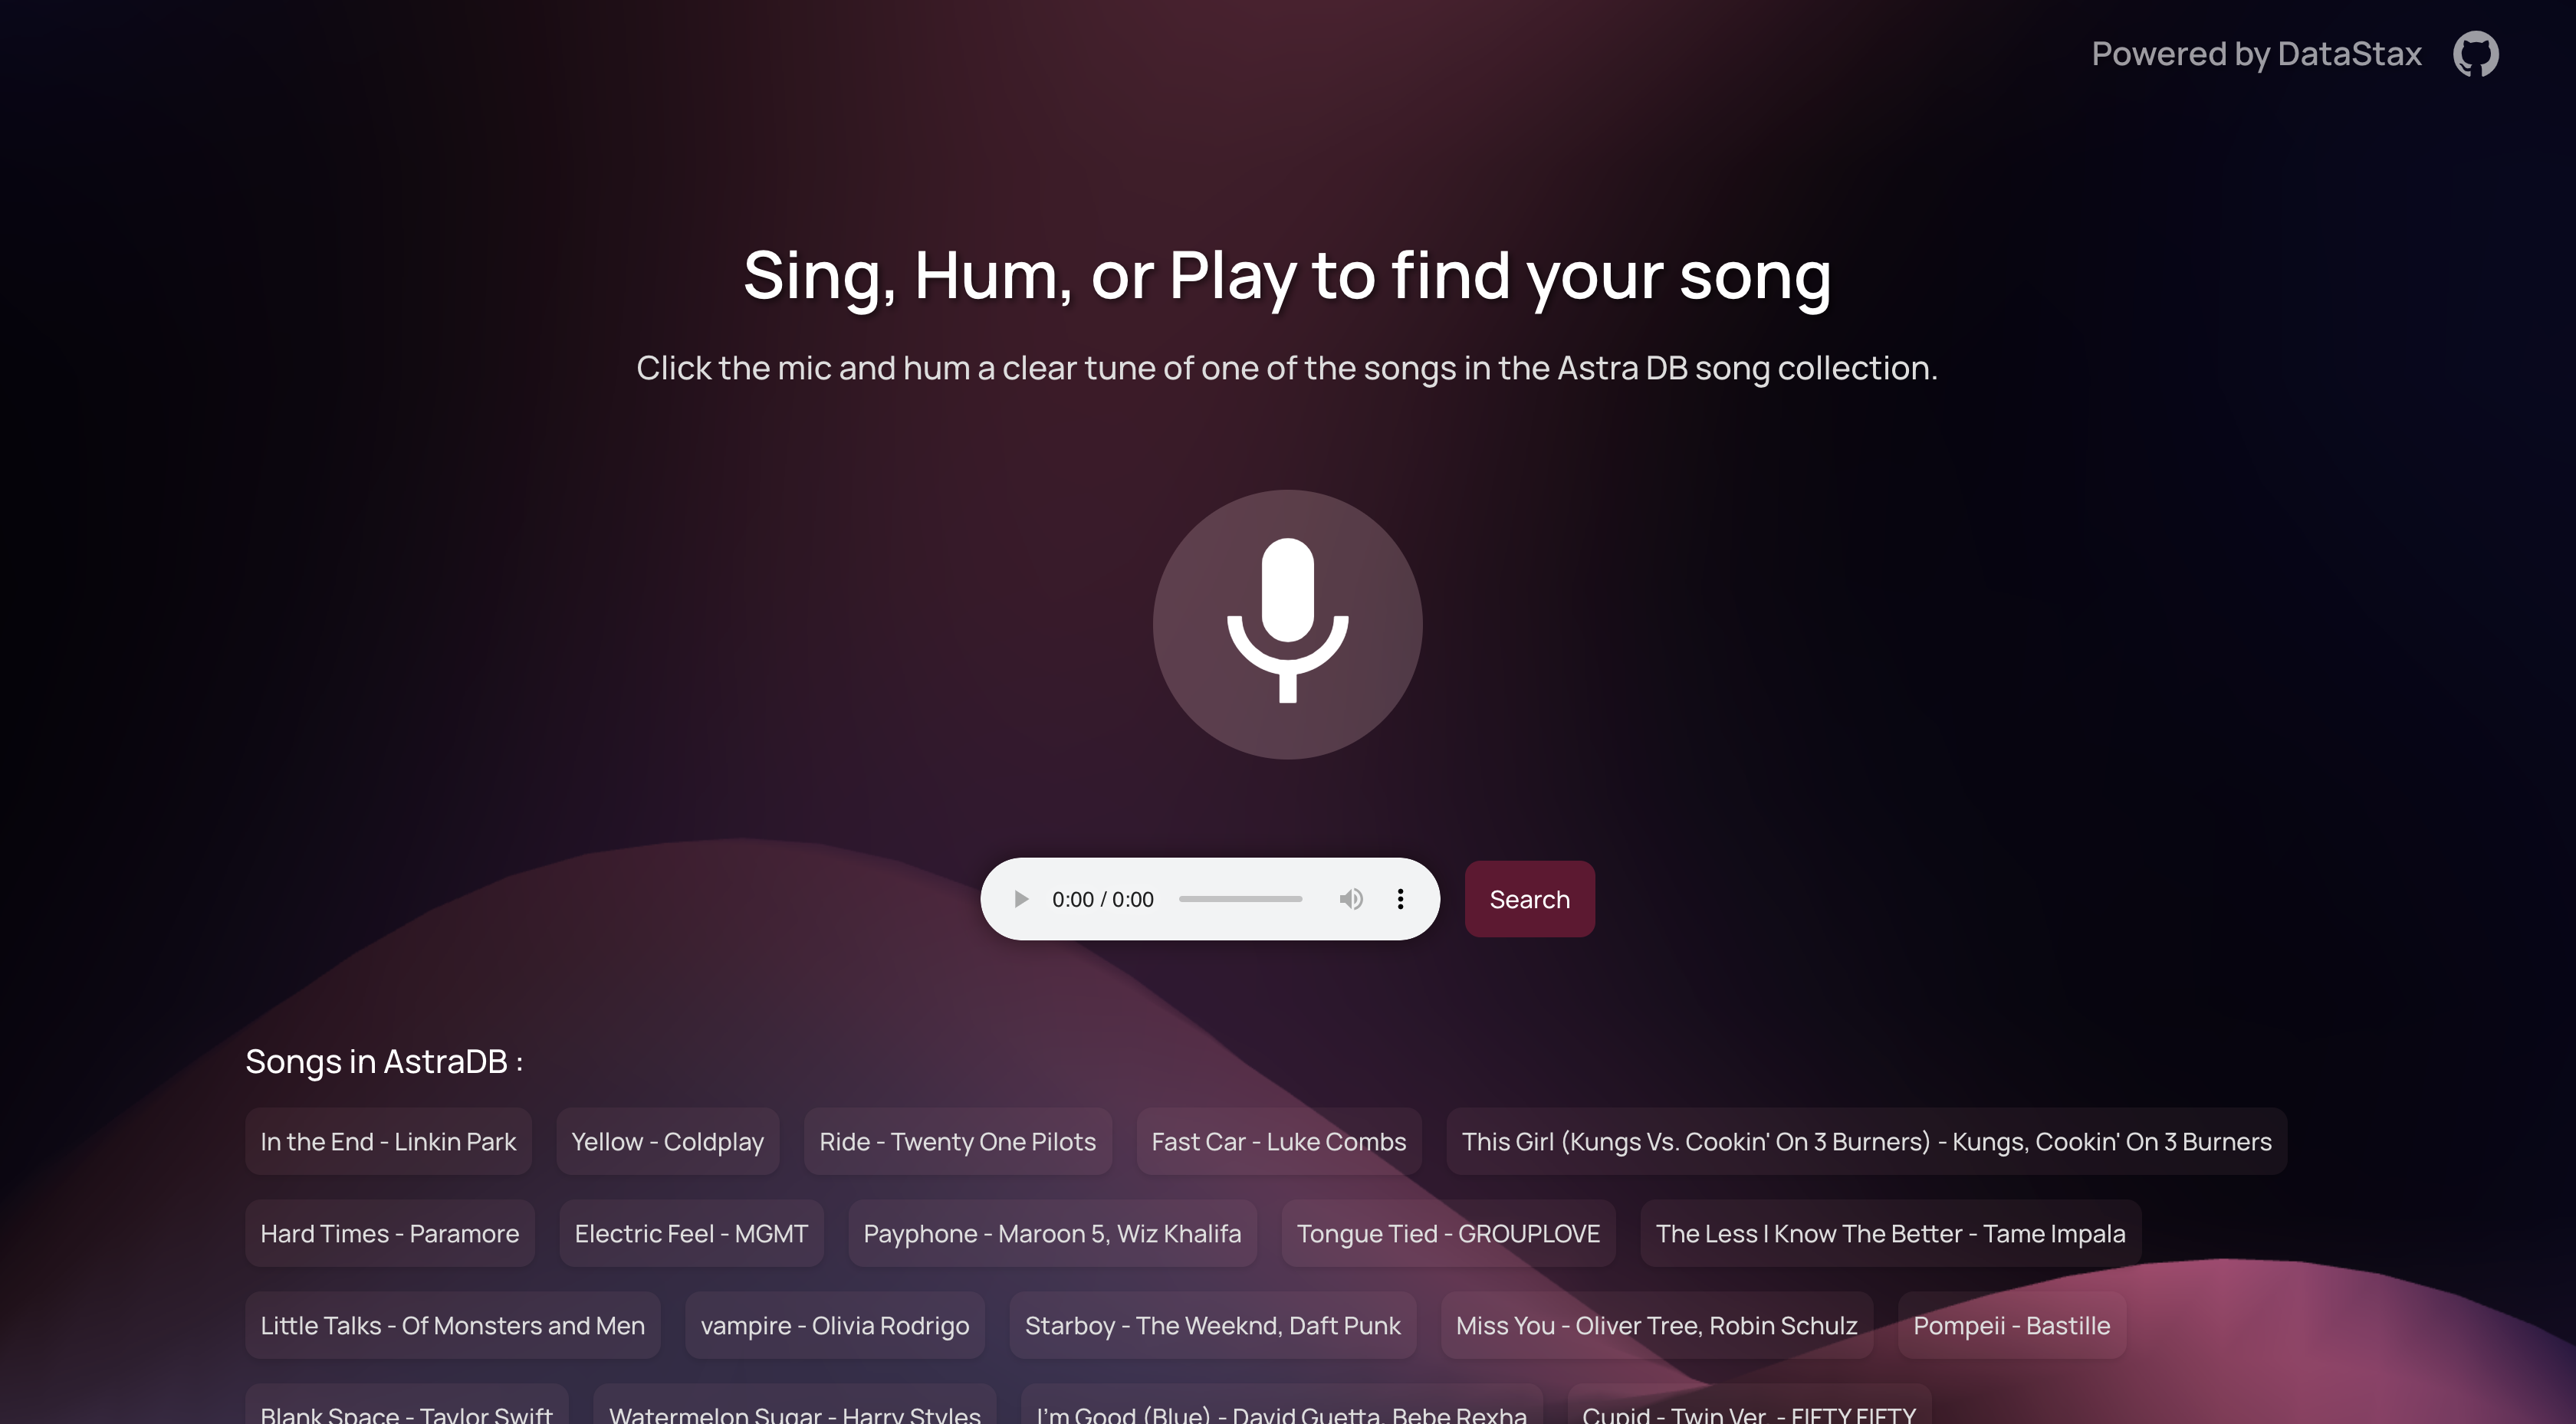 Powered by DataStax
Sing, Hum, or Play to find your song
Click the mic and hum a clear tune of one of the songs in the Astra DB song collection.
0:00 / 0:00
Search
Songs in AstraDB :
In the End - Linkin Park
Yellow - Coldplay
Ride - Twenty One Pilots
Fast Car - Luke Combs
This Girl (Kungs Vs. Cookin' On 3 Burners) - Kungs, Cookin' On 3 Burners
Hard Times - Paramore
Electric Feel - MGMT
Payphone - Maroon 5, Wiz Khalifa
Tongue Tied - GROUPLOVE
The Less I Know The Better - Tame Impala
Little Talks - Of Monsters and Men
vampire - Olivia Rodrigo
Starboy - The Weeknd, Daft Punk
Miss You - Oliver Tree, Robin Schulz
Pompeii - Bastille
Blank Space - Taylor Swift
Watermelon Sugar - Harry Styles
I'm Good (Blue) - David Guetta, Bebe Rexha
Cupid - Twin Ver. - FIFTY FIFTY